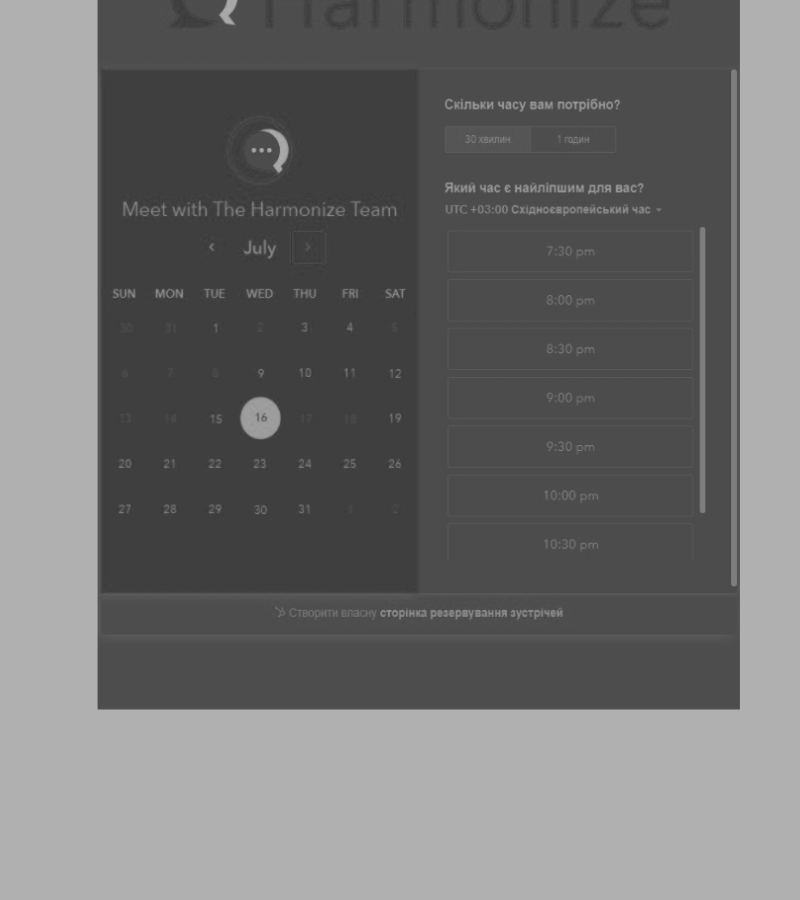 Harmonize
Скільки часу вам потрібно?
30 хвилин 1 годин
Який час є найліпшим для вас?
UTC +03:00 Східноєвропейський час
Meet with The Harmonize Team
July
SUN MON TUE WED THU FRI SAT
30 31 1 2 3 4 5
6 7 8 9 10 11 12
13 14 15 16 17 18 19
20 21 22 23 24 25 26
27 28 29 30 31 1 2
7:30 pm
8:00 pm
8:30 pm
9:00 pm
9:30 pm
10:00 pm
10:30 pm
Створити власну сторінка резервування зустрічей